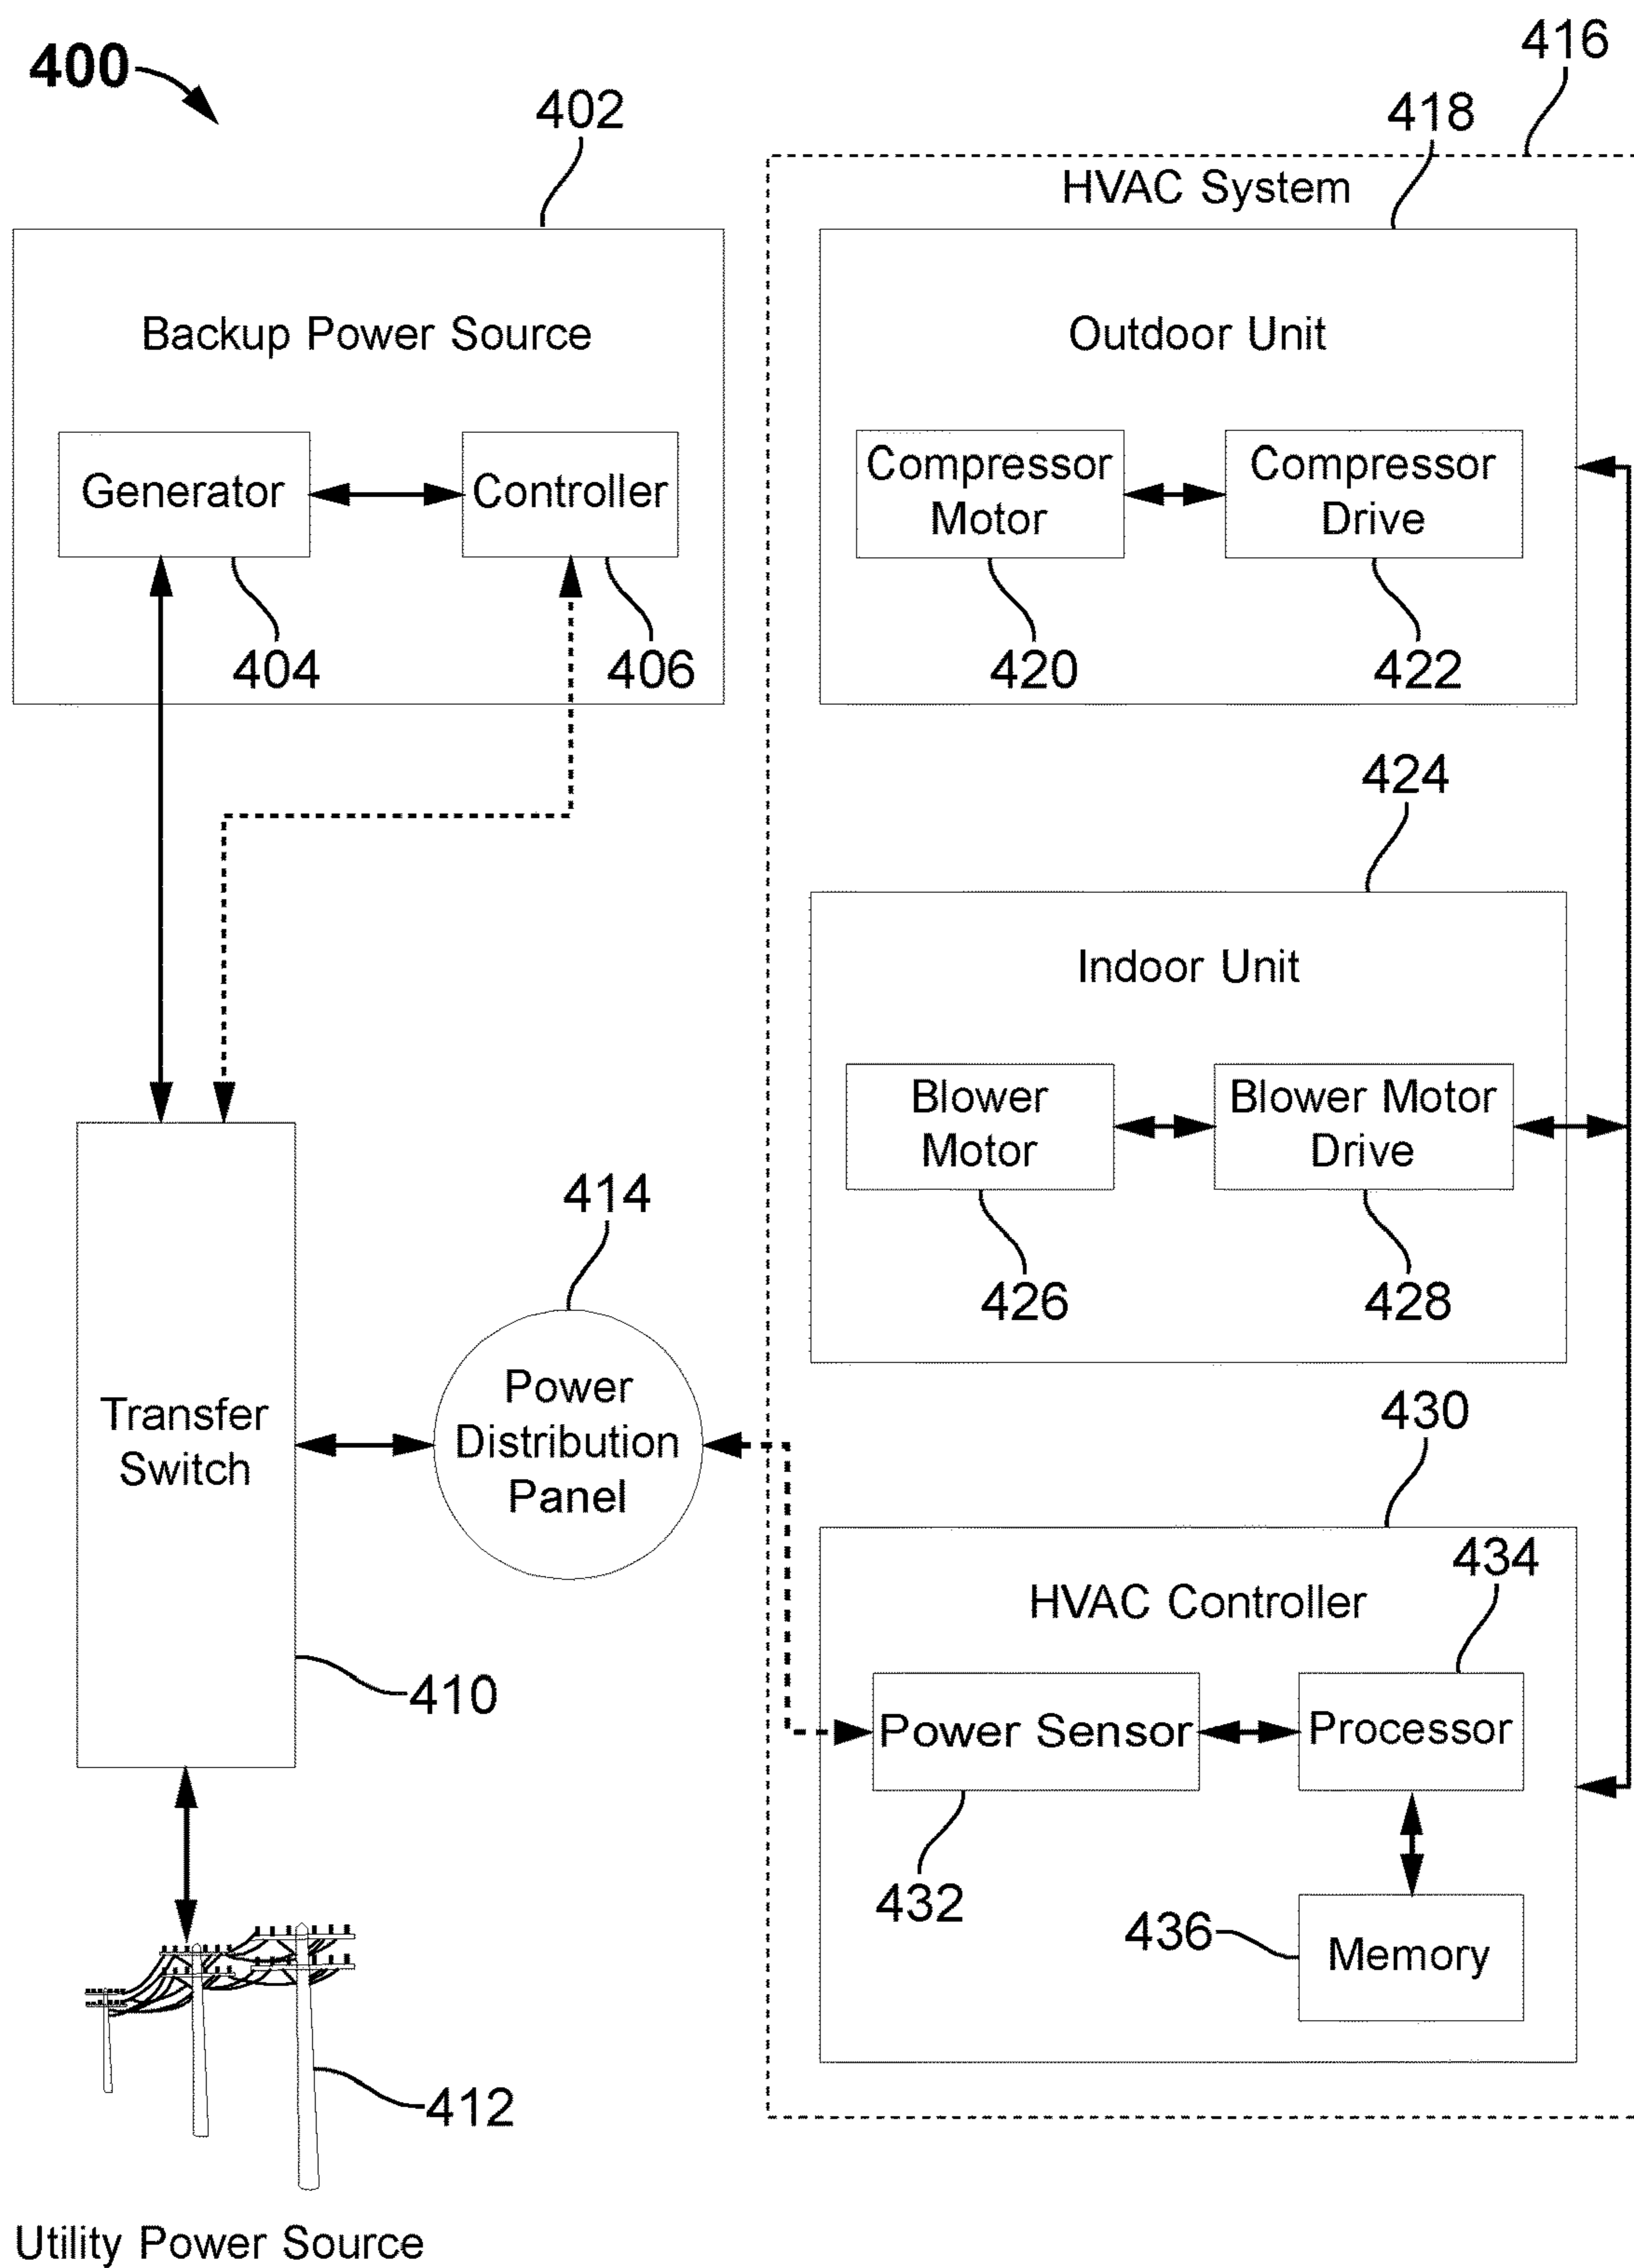 400
402
Backup Power Source
Generator
Controller
404
406
416
418
HVAC System
Outdoor Unit
Compressor
Motor
Compressor
Drive
420
422
424
Indoor Unit
Blower
Motor
Blower Motor
Drive
426
428
414
Power
Distribution
Panel
Transfer
Switch
410
430
434
HVAC Controller
Power Sensor
Processor
432
436
Memory
412
Utility Power Source